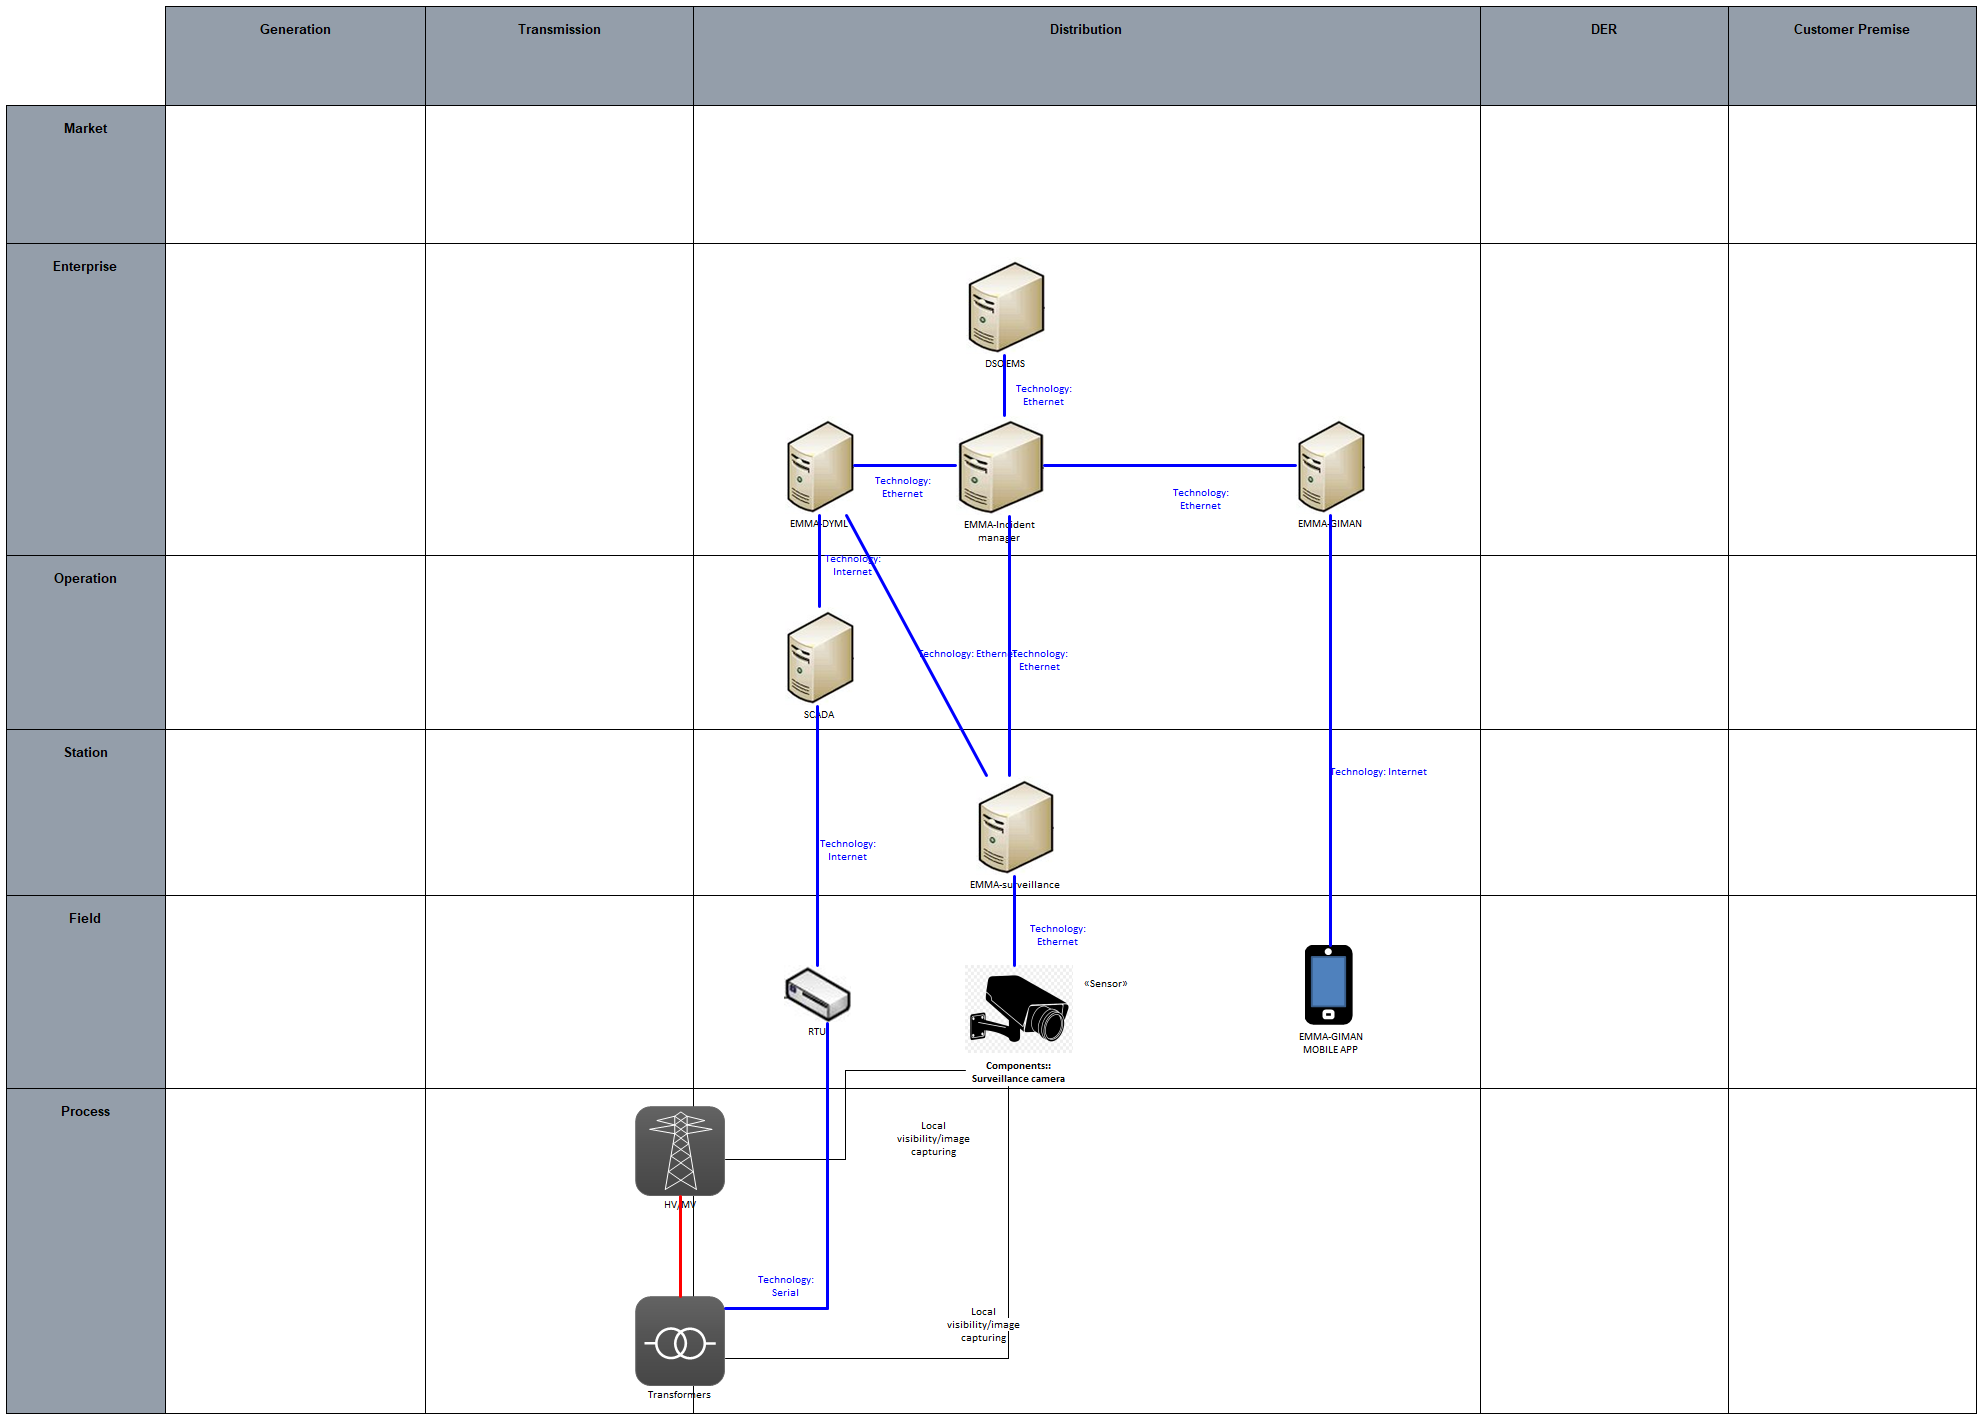 Generation
Transmission
Distribution
DER
Customer Premise
Market
Enterprise
DSO EMS
Technology:
Ethernet
Technology:
Ethernet
Technology:
Ethernet
EMMA-DYML
EMMA-Incident
manager
EMMA-GIMAN
Operation
Technology:
Internet
Technology: Ethernet
Technology:
Ethernet
SCADA
Station
Technology: Internet
Technology:
Internet
EMMA-surveillance
Field
Technology:
Ethernet
«Sensor»
RTU
EMMA-GIMAN
MOBILE APP
Components::
Surveillance camera
Process
Local
visibility/image
capturing
HV/MV
Technology:
Serial
Local
visibility/image
capturing
Transformers